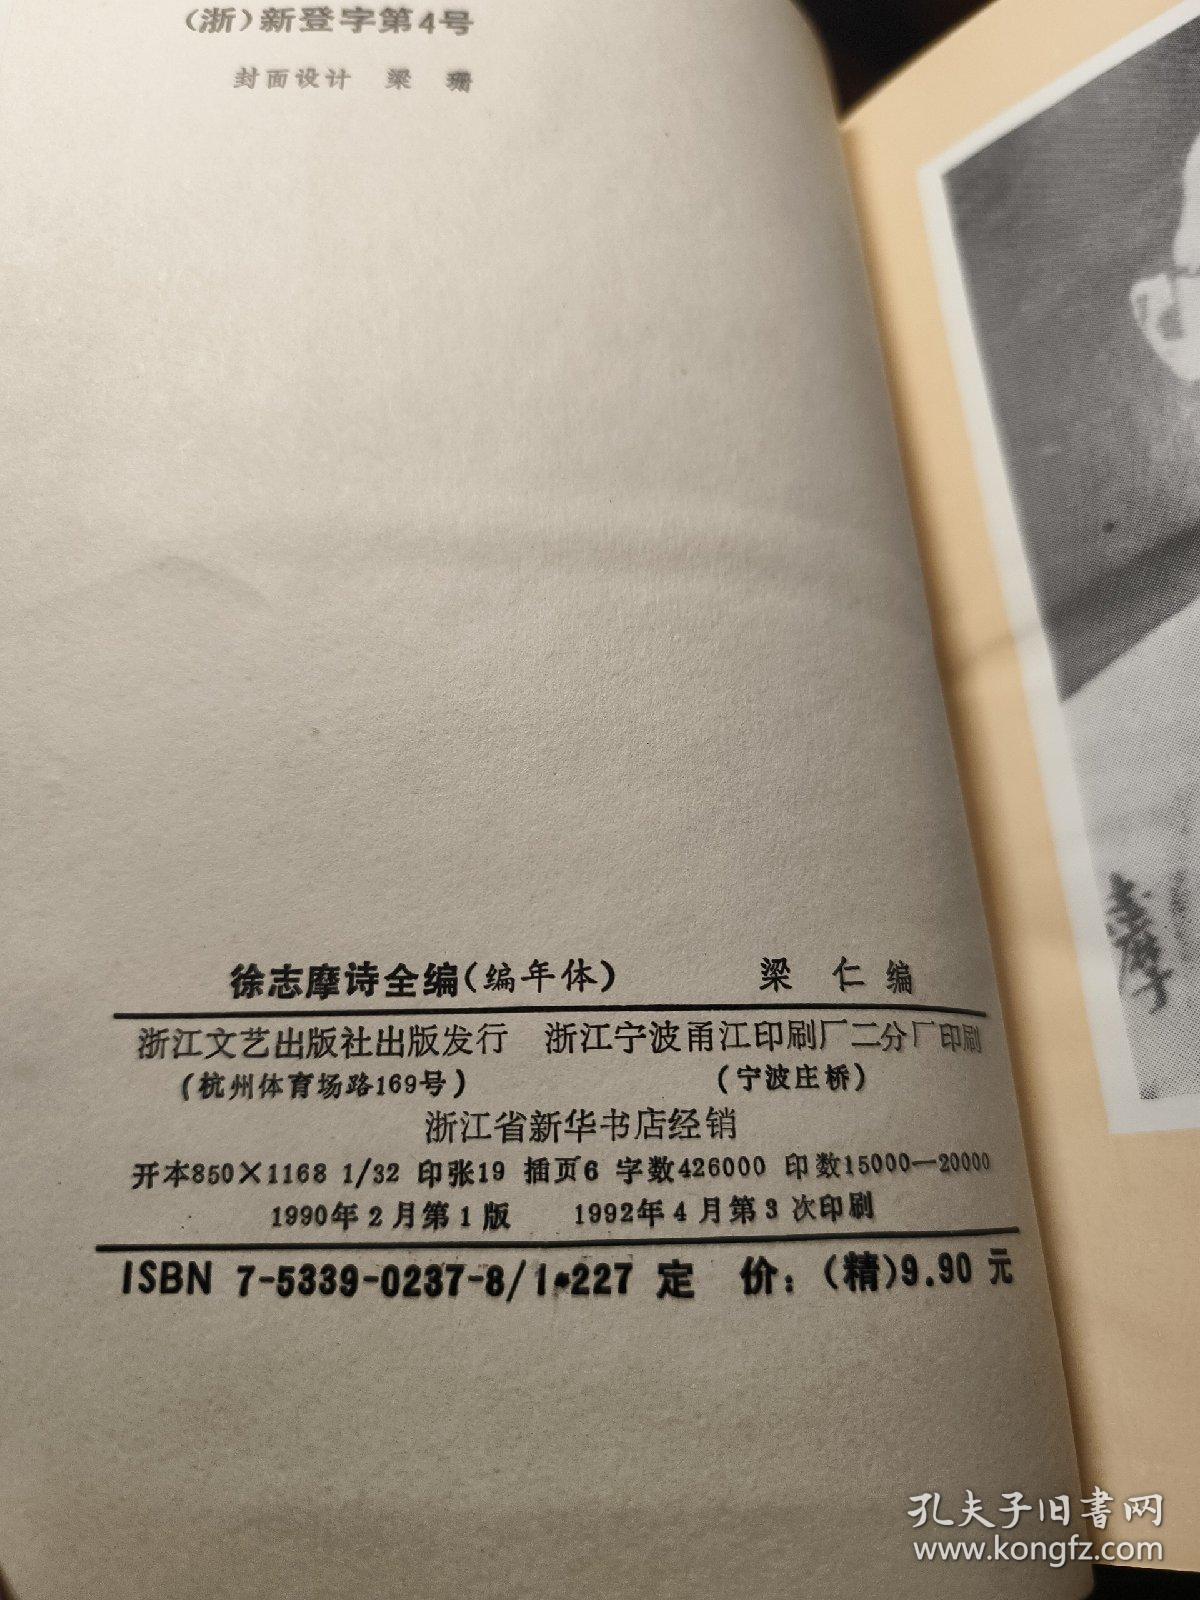 （浙）新登字第4号
封面设计 梁 珊
徐志摩诗全编（编年体） 梁 仁 编
浙江文艺出版社出版发行 浙江宁波甬江印刷厂二分厂印刷
（杭州体育场路169号） （宁波庄桥）
浙江省新华书店经销
开本850×1168 1/32 印张19 插页6 字数426000 印数15000—20000
1990年2月第1版 1992年4月第3次印刷
ISBN 7-5339-0237-8/I•227 定 价：（精）9.90元
志摩
孔夫子旧书网
www.kongfz.com